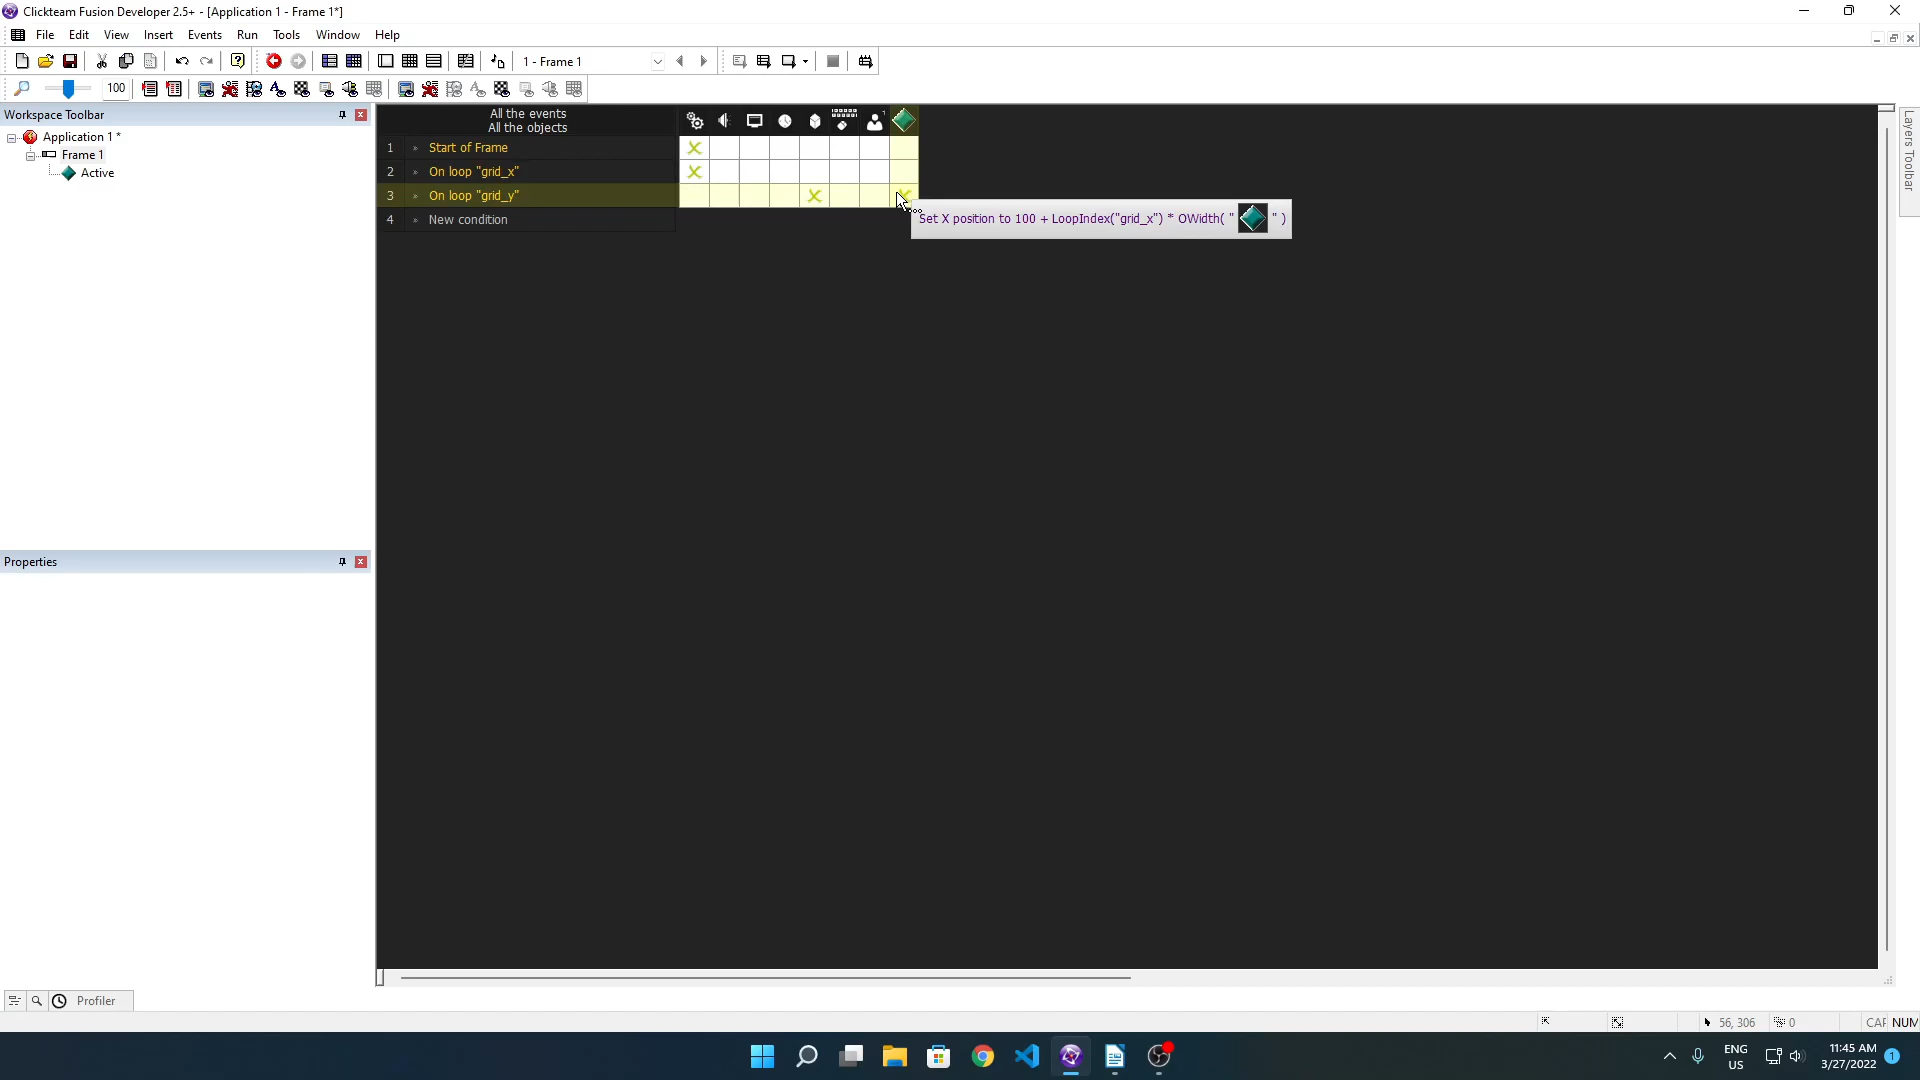 Clickteam Fusion Developer 2.5+ - [Application 1 - Frame 1*]
File Edit View Insert Events Run Tools Window Help
1 - Frame 1
100
Workspace Toolbar
Application 1 *
Frame 1
Active
Properties
All the events
All the objects
1 » Start of Frame
2 » On loop "grid_x"
3 » On loop "grid_y"
4 » New condition
Set X position to 100 + LoopIndex("grid_x") * OWidth( " " )
Layers Toolbar
Profiler
56, 306
0
CAP NUM
ENG
US
11:45 AM
3/27/2022
1